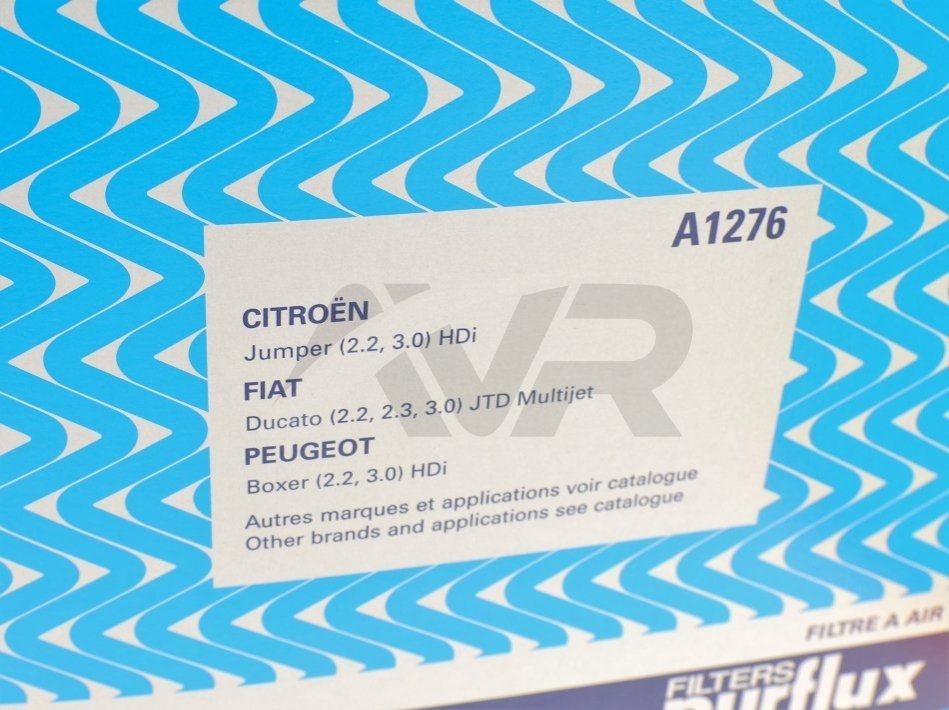 A1276
CITROËN
Jumper (2.2, 3.0) HDi
FIAT
Ducato (2.2, 2.3, 3.0) JTD Multijet
PEUGEOT
Boxer (2.2, 3.0) HDi
Autres marques et applications voir catalogue
Other brands and applications see catalogue
iVR
FILTRE A AIR
FILTERS
purflux